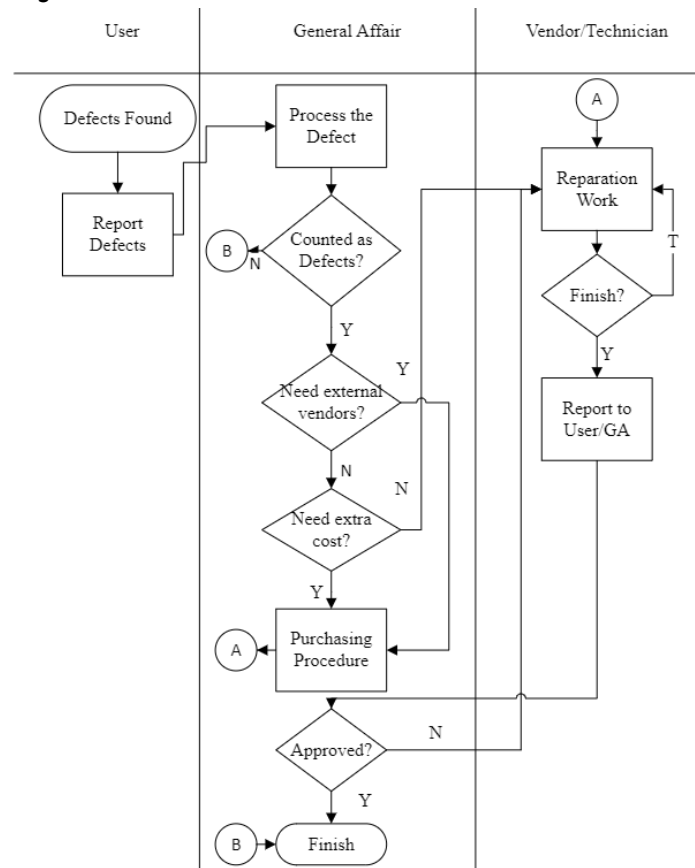 User
General Affair
Vendor/Technician
Defects Found
Report
Defects
Process the
Defect
B
N
Counted as
Defects?
Y
Need external
vendors?
Y
N
Need extra
cost?
N
Y
A
Purchasing
Procedure
Approved?
N
Y
B
Finish
A
Reparation
Work
T
Finish?
Y
Report to
User/GA